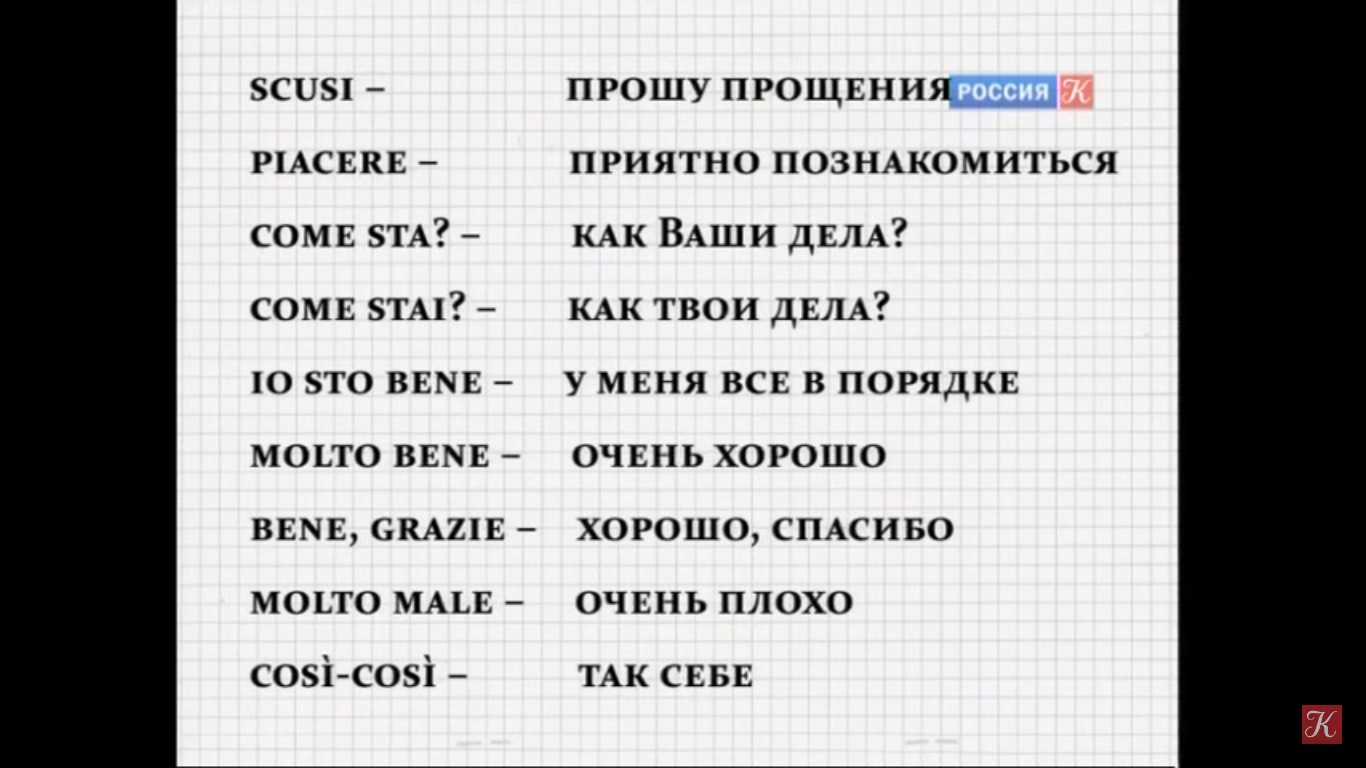 SCUSI – ПРОШУ ПРОЩЕНИЯ РОССИЯ К
PIACERE – ПРИЯТНО ПОЗНАКОМИТЬСЯ
COME STA? – КАК ВАШИ ДЕЛА?
COME STAI? – КАК ТВОИ ДЕЛА?
IO STO BENE – У МЕНЯ ВСЕ В ПОРЯДКЕ
MOLTO BENE – ОЧЕНЬ ХОРОШО
BENE, GRAZIE – ХОРОШО, СПАСИБО
MOLTO MALE – ОЧЕНЬ ПЛОХО
COSÌ-COSÌ – ТАК СЕБЕ
К